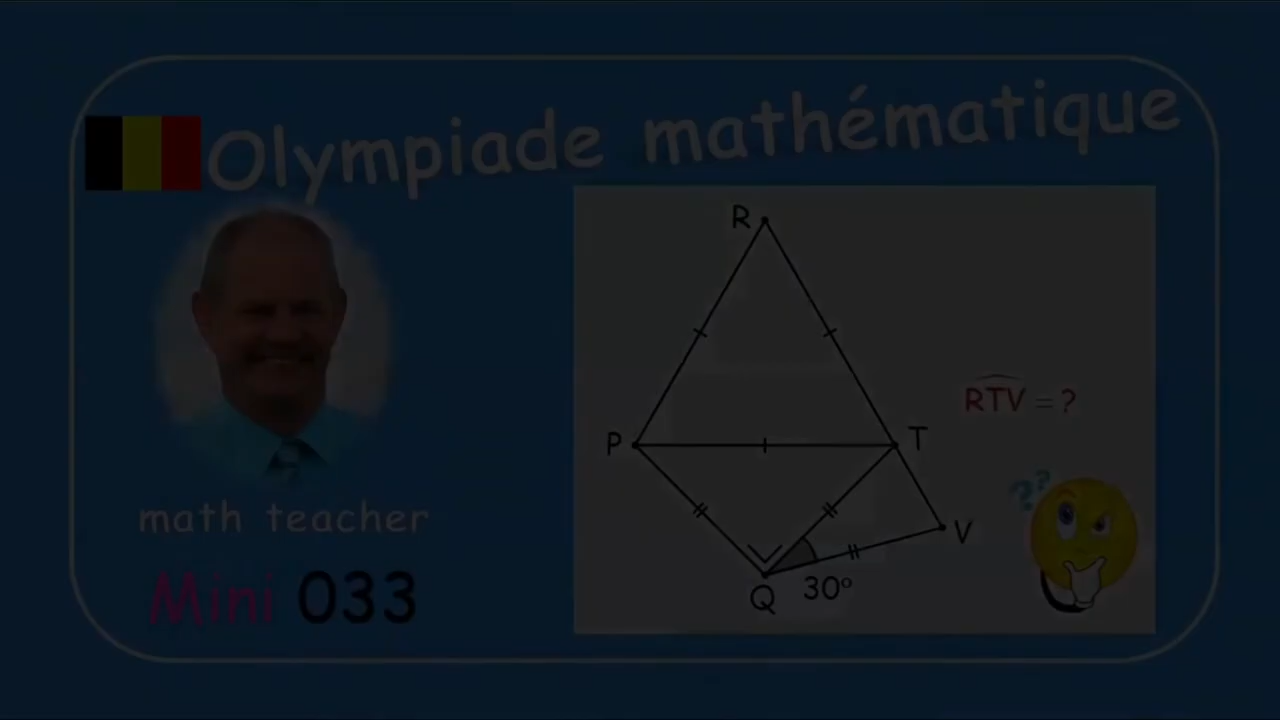 Olympiade mathématique
R
RTV = ?
P
T
V
Q
30°
??
math teacher
Mini 033